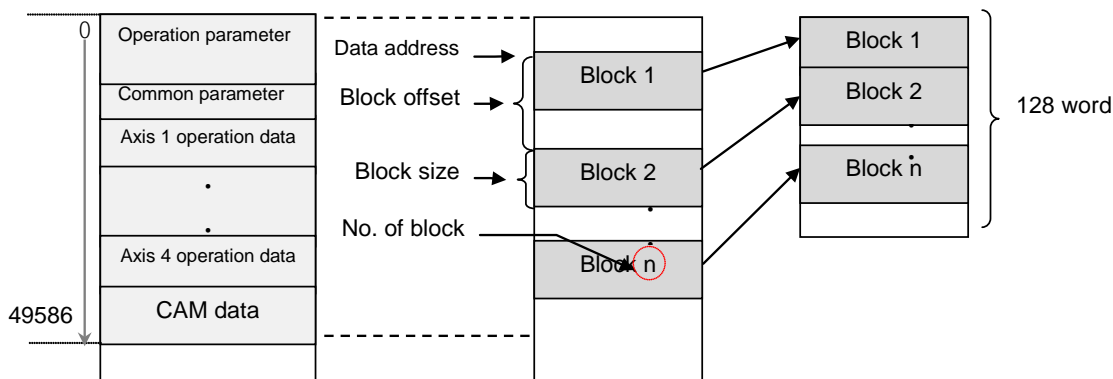 0
Operation parameter
Common parameter
Axis 1 operation data
Axis 4 operation data
CAM data
49586
Data address
Block offset
Block size
No. of block
Block 1
Block 2
Block n
Block 1
Block 2
Block n
128 word